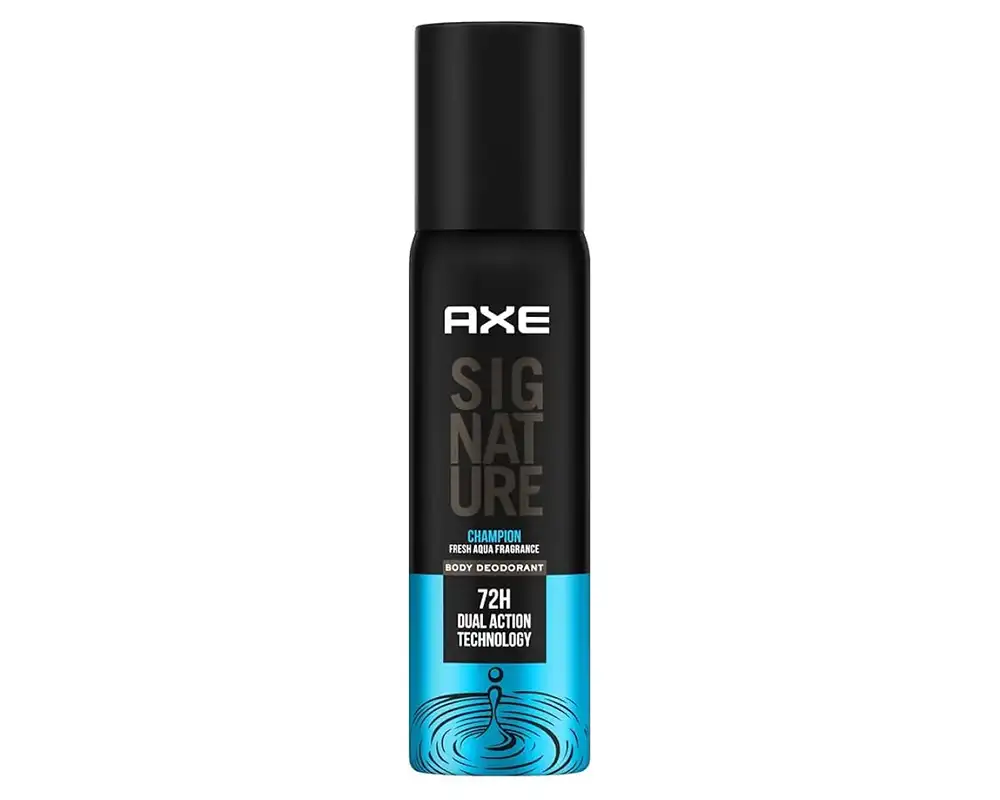 AXE
SIG
NAT
URE
CHAMPION
FRESH AQUA FRAGRANCE
BODY DEODORANT
72H
DUAL ACTION
TECHNOLOGY